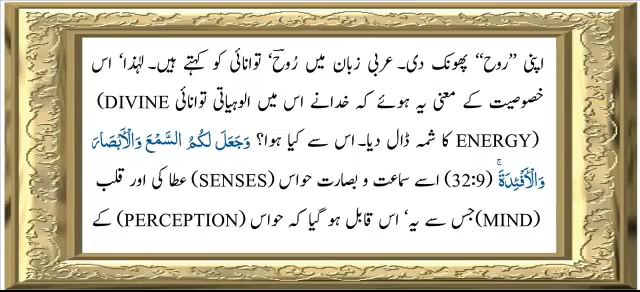 اپنی ”روح“ پھونک دی۔ عربی زبان میں رُوحؔ‘ توانائی کو کہتے ہیں۔ لہٰذا‘ اس
خصوصیت کے معنی یہ ہوئے کہ خدانے اس میں الوہیاتی توانائی (DIVINE
ENERGY) کا شمہ ڈال دیا۔ اس سے کیا ہوا؟ وَجَعَلَ لَكُمُ السَّمْعَ وَالْاَبْصَارَ
وَالْاَفْـِٕدَةَ ۚ (32:9) اسے سماعت و بصارت حواس (SENSES) عطا کی اور قلب
(MIND) جس سے یہ‘ اس قابل ہو گیا کہ حواس (PERCEPTION) کے